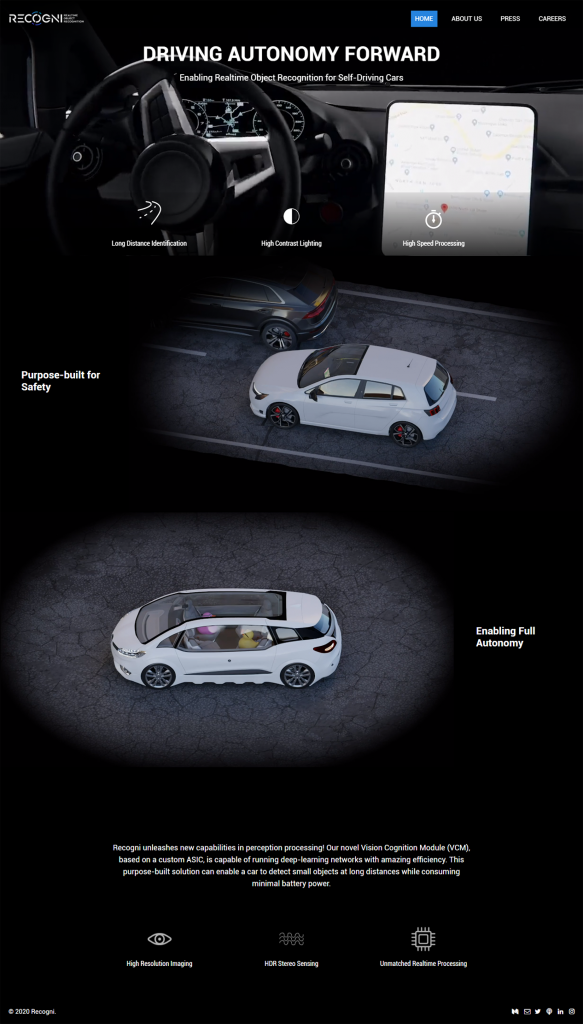 RECOGNI REALTIME OBJECT RECOGNITION
HOME ABOUT US PRESS CAREERS
DRIVING AUTONOMY FORWARD
Enabling Realtime Object Recognition for Self-Driving Cars
Long Distance Identification High Contrast Lighting High Speed Processing
Purpose-built for
Safety
Enabling Full
Autonomy
Recogni unleashes new capabilities in perception processing! Our novel Vision Cognition Module (VCM),
based on a custom ASIC, is capable of running deep-learning networks with amazing efficiency. This
purpose-built solution can enable a car to detect small objects at long distances while consuming
minimal battery power.
High Resolution Imaging HDR Stereo Sensing Unmatched Realtime Processing
© 2020 Recogni.